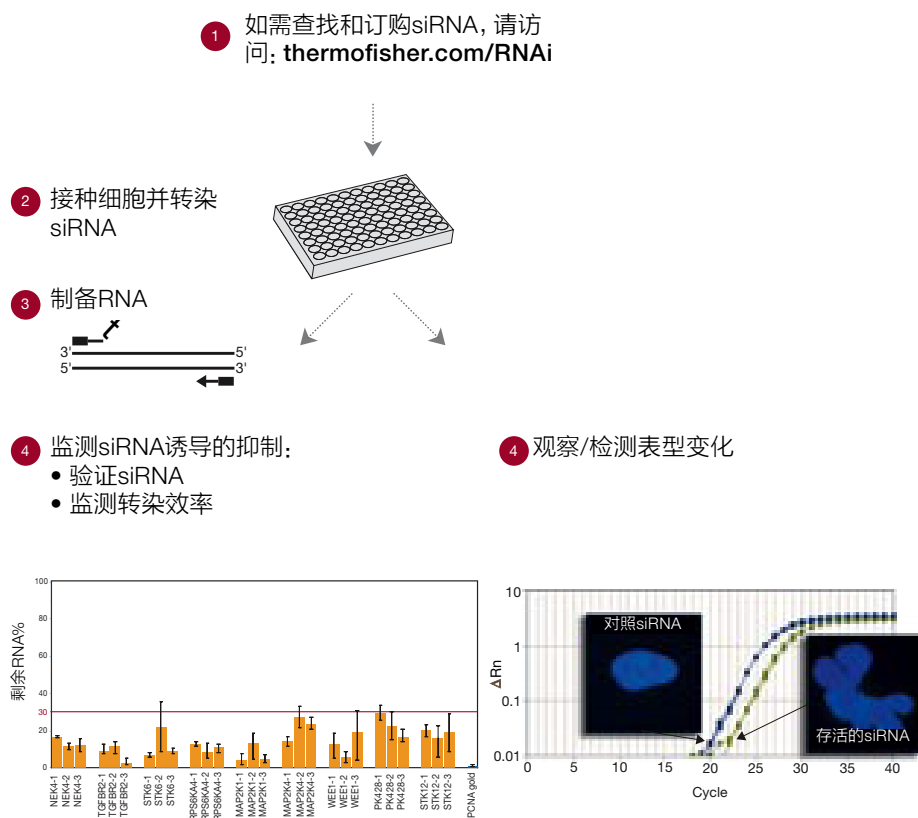 1 如需查找和订购siRNA, 请访
问: thermofisher.com/RNAi
2 接种细胞并转染
siRNA
3 制备RNA
3' 5'
5' 3'
4 监测siRNA诱导的抑制:
• 验证siRNA
• 监测转染效率
4 观察/检测表型变化
剩余RNA%
100
80
60
40
30
20
0
NEK4-1
NEK4-2
NEK4-3
TGFBR2-1
TGFBR2-2
TGFBR2-3
STK6-1
STK6-2
STK6-3
RPS6KA4-1
RPS6KA4-2
RPS6KA4-3
MAP2K1-1
MAP2K1-2
MAP2K1-3
MAP2K4-1
MAP2K4-2
MAP2K4-3
WEE1-1
WEE1-2
WEE1-3
PK428-1
PK428-2
PK428-3
STK12-1
STK12-2
STK12-3
PCNA gold
ΔRn
10
1
0.1
0.01
对照siRNA
存活的siRNA
0 5 10 15 20 25 30 35 40
Cycle